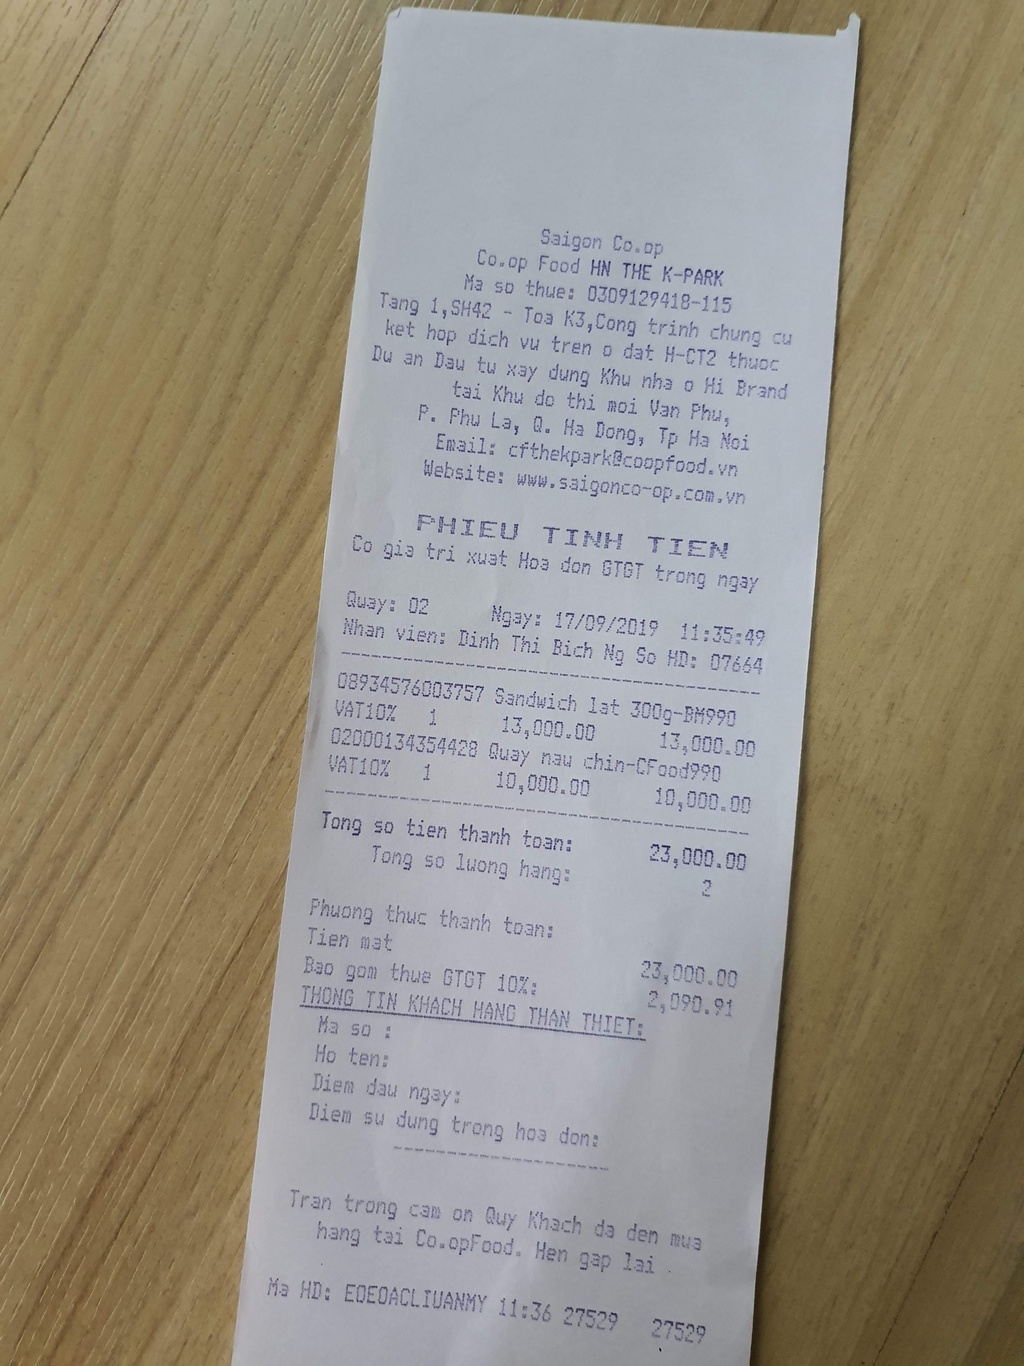 Saigon Co.op
Co.op Food HN THE K-PARK
Ma so thue: 0309129418-115
Tang 1,SH42 - Toa K3,Cong trinh chung cu
ket hop dich vu tren o dat H-CT2 thuoc
Du an Dau tu xay dung Khu nha o Hi Brand
tai Khu do thi moi Van Phu,
P. Phu La, Q. Ha Dong, Tp Ha Noi
Email: cfthekpark@coopfood.vn
Website: www.saigonco-op.com.vn
PHIEU TINH TIEN
Co gia tri xuat Hoa don GTGT trong ngay
Quay: 02 Ngay: 17/09/2019 11:35:49
Nhan vien: Dinh Thi Bich Ng So HD: 07664
08934576003757 Sandwich lat 300g-BM990
VAT10% 1 13,000.00 13,000.00
02000134354428 Quay nau chin-CFood990
VAT10% 1 10,000.00 10,000.00
Tong so tien thanh toan: 23,000.00
Tong so luong hang: 2
Phuong thuc thanh toan:
Tien mat 23,000.00
Bao gom thue GTGT 10%: 2,090.91
THONG TIN KHACH HANG THAN THIET:
Ma so :
Ho ten:
Diem dau ngay:
Diem su dung trong hoa don:
Tran trong cam on Quy Khach da den mua
hang tai Co.opFood. Hen gap lai
Ma HD: EOEOACLIUANMY 11:36 27529 27529